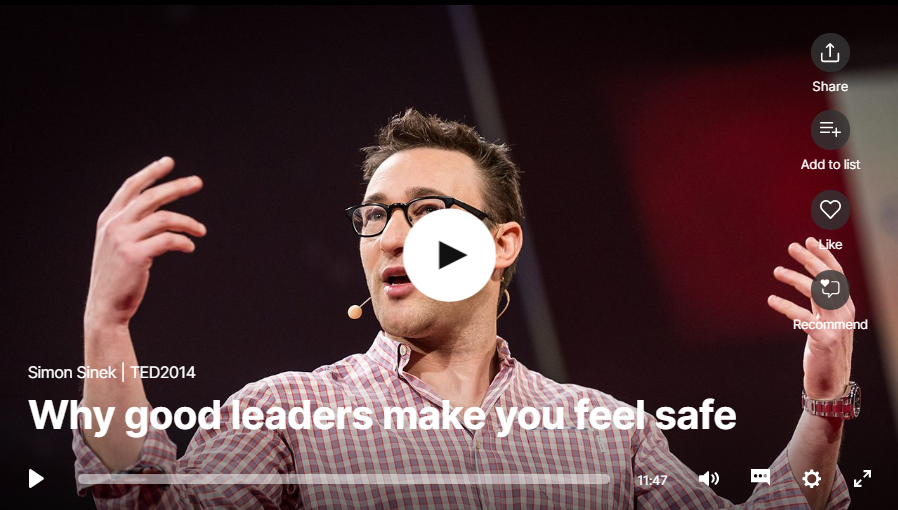 Share
Add to list
Like
Recommend
Simon Sinek | TED2014
Why good leaders make you feel safe
11:47